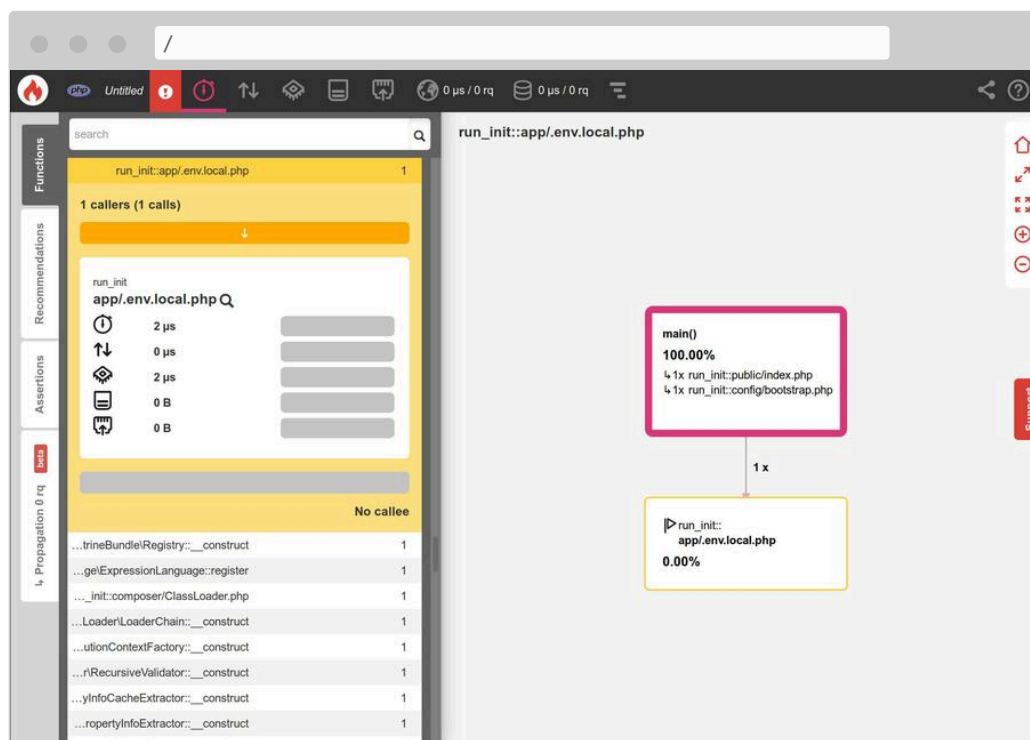 /
php Untitled 0 µs / 0 rq 0 µs / 0 rq
Functions
Recommendations
Assertions
↳ Propagation 0 rq beta
search
run_init::app/.env.local.php 1
1 callers (1 calls)
↓
run_init
app/.env.local.php
2 µs
0 µs
2 µs
0 B
0 B
No callee
...trineBundle\Registry::__construct 1
...ge\ExpressionLanguage::register 1
..._init::composer/ClassLoader.php 1
...Loader\LoaderChain::__construct 1
...utionContextFactory::__construct 1
...r\RecursiveValidator::__construct 1
...yInfoCacheExtractor::__construct 1
...ropertyInfoExtractor::__construct 1
run_init::app/.env.local.php
main()
100.00%
↳1x run_init::public/index.php
↳1x run_init::config/bootstrap.php
1 x
run_init::
app/.env.local.php
0.00%